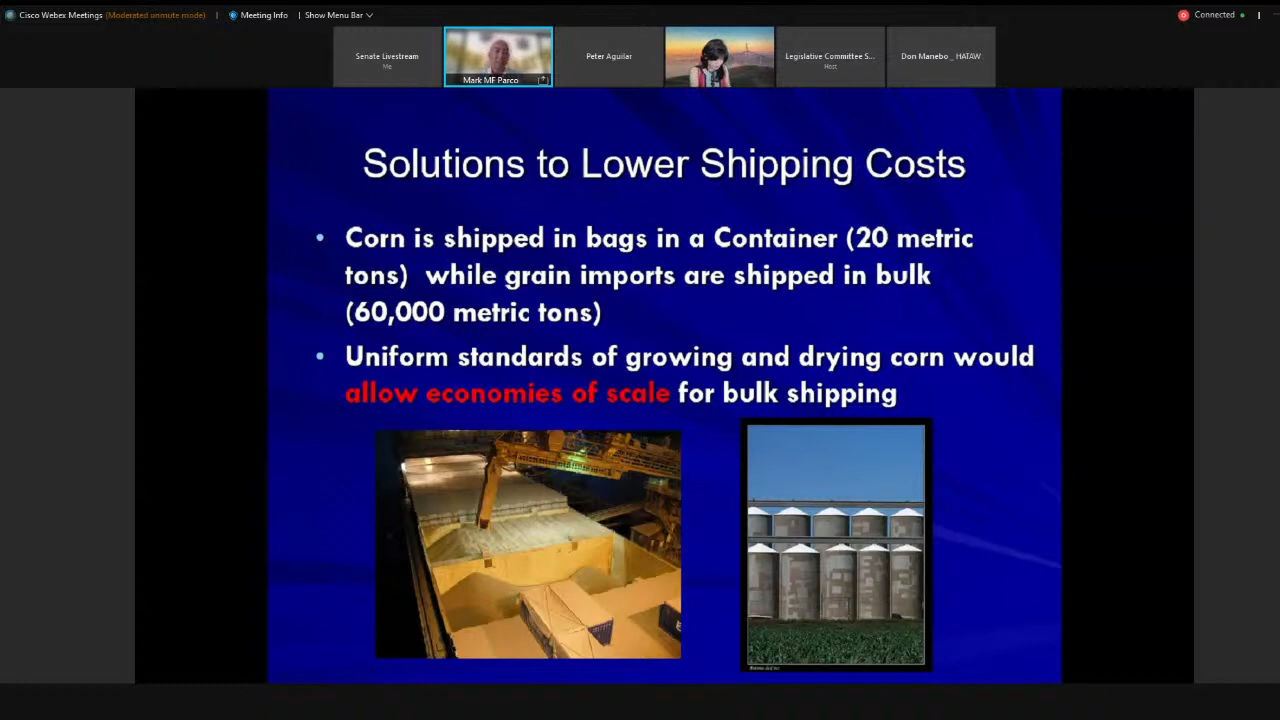 Cisco Webex Meetings (Moderated unmute mode) | Meeting Info | Show Menu Bar
Connected
Senate Livestream
Me
Mark MF Parco
Peter Aguilar
Legislative Committee S...
Host
Don Manebo _ HATAW
Solutions to Lower Shipping Costs
• Corn is shipped in bags in a Container (20 metric
tons) while grain imports are shipped in bulk
(60,000 metric tons)
• Uniform standards of growing and drying corn would
allow economies of scale for bulk shipping